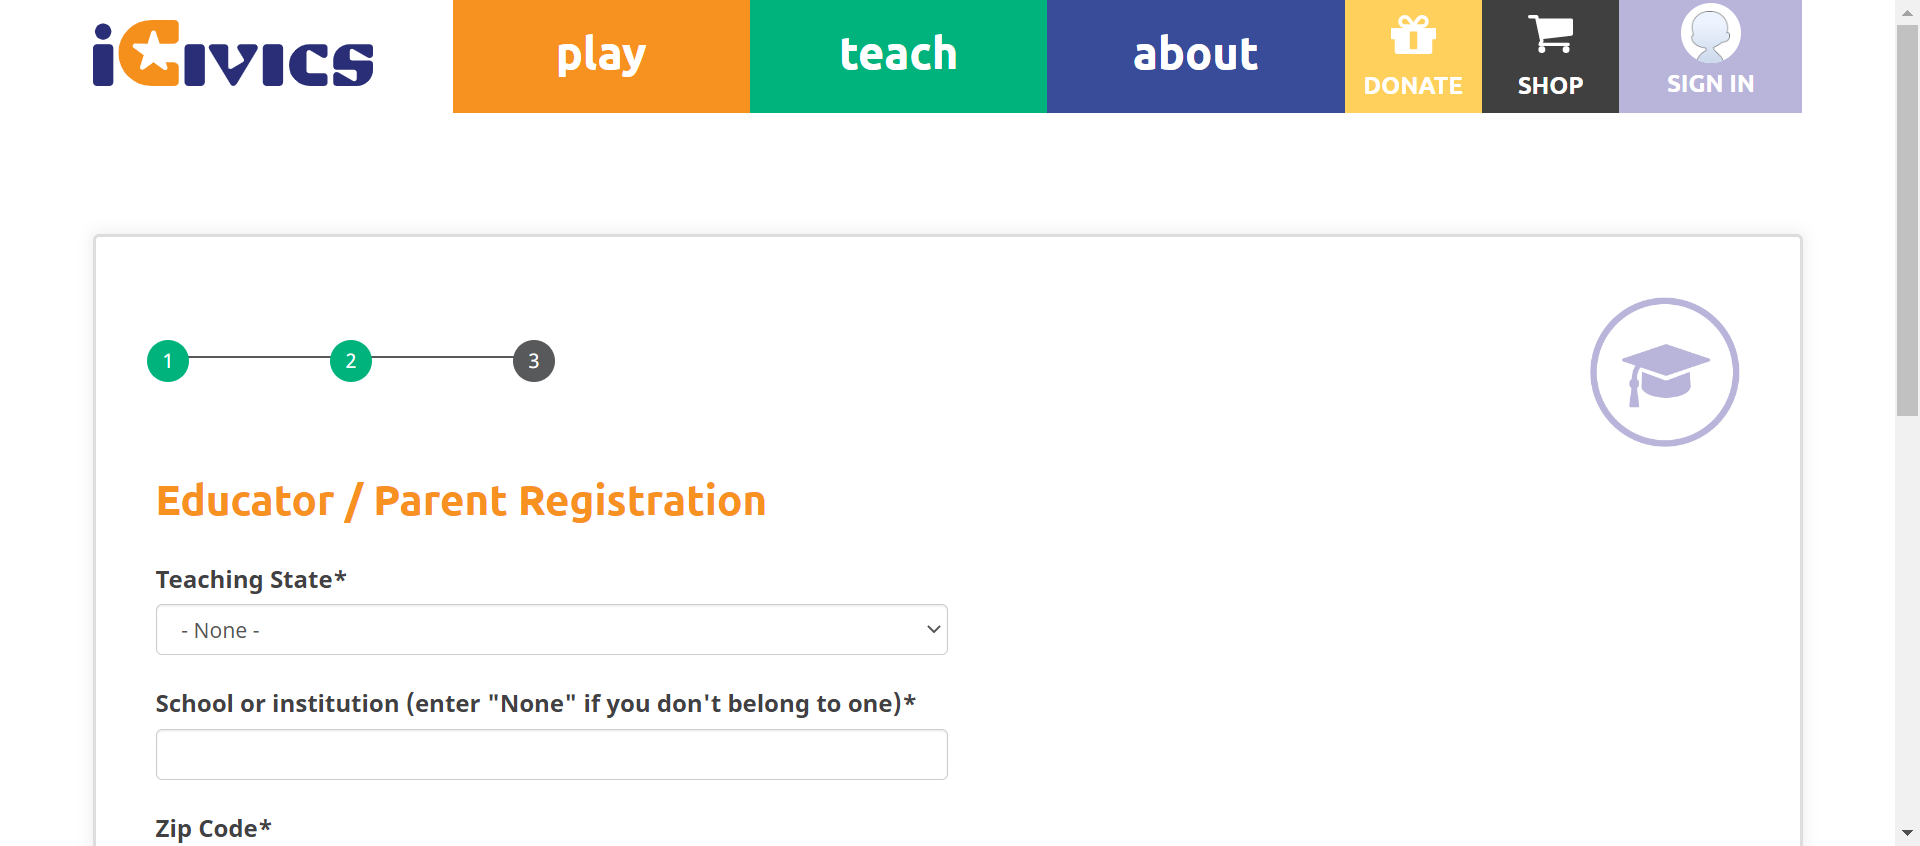 iCivics
play
teach
about
DONATE
SHOP
SIGN IN
1
2
3
Educator / Parent Registration
Teaching State*
- None -
School or institution (enter "None" if you don't belong to one)*
Zip Code*